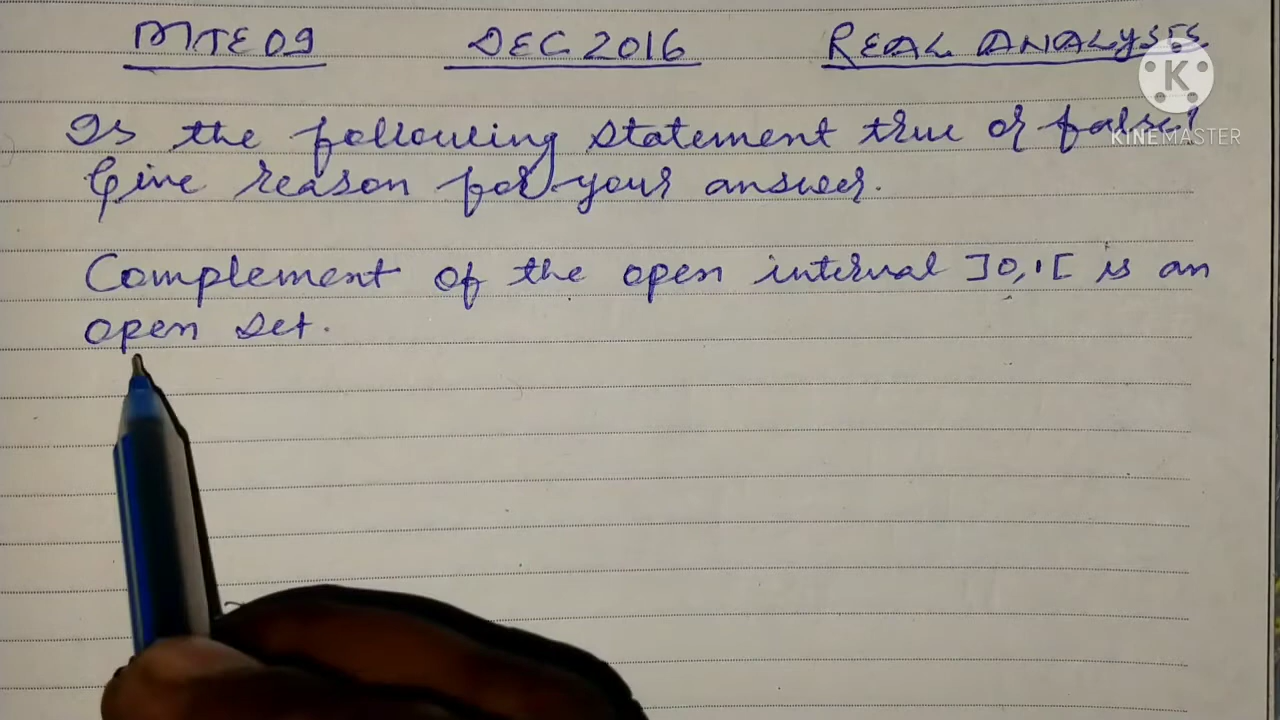 MTE09 DEC 2016 REAL ANALYSIS
Is the following statement true or false?
Give reason for your answer.
Complement of the open interval ]0,1[ is an
open set.
K
KINEMASTER